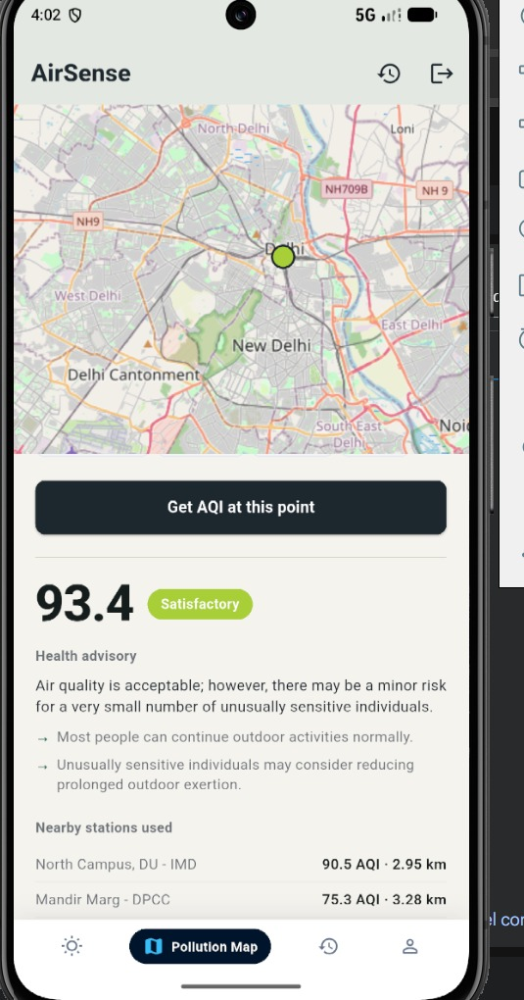 4:02
5G
AirSense
North Delhi
Loni
NH709B
NH 9
NH9
West Delhi
East Delhi
New Delhi
Delhi Cantonment
South East
Delhi
Get AQI at this point
93.4 Satisfactory
Health advisory
Air quality is acceptable; however, there may be a minor risk
for a very small number of unusually sensitive individuals.
→ Most people can continue outdoor activities normally.
→ Unusually sensitive individuals may consider reducing
prolonged outdoor exertion.
Nearby stations used
North Campus, DU - IMD 90.5 AQI · 2.95 km
Mandir Marg - DPCC 75.3 AQI · 3.28 km
Pollution Map